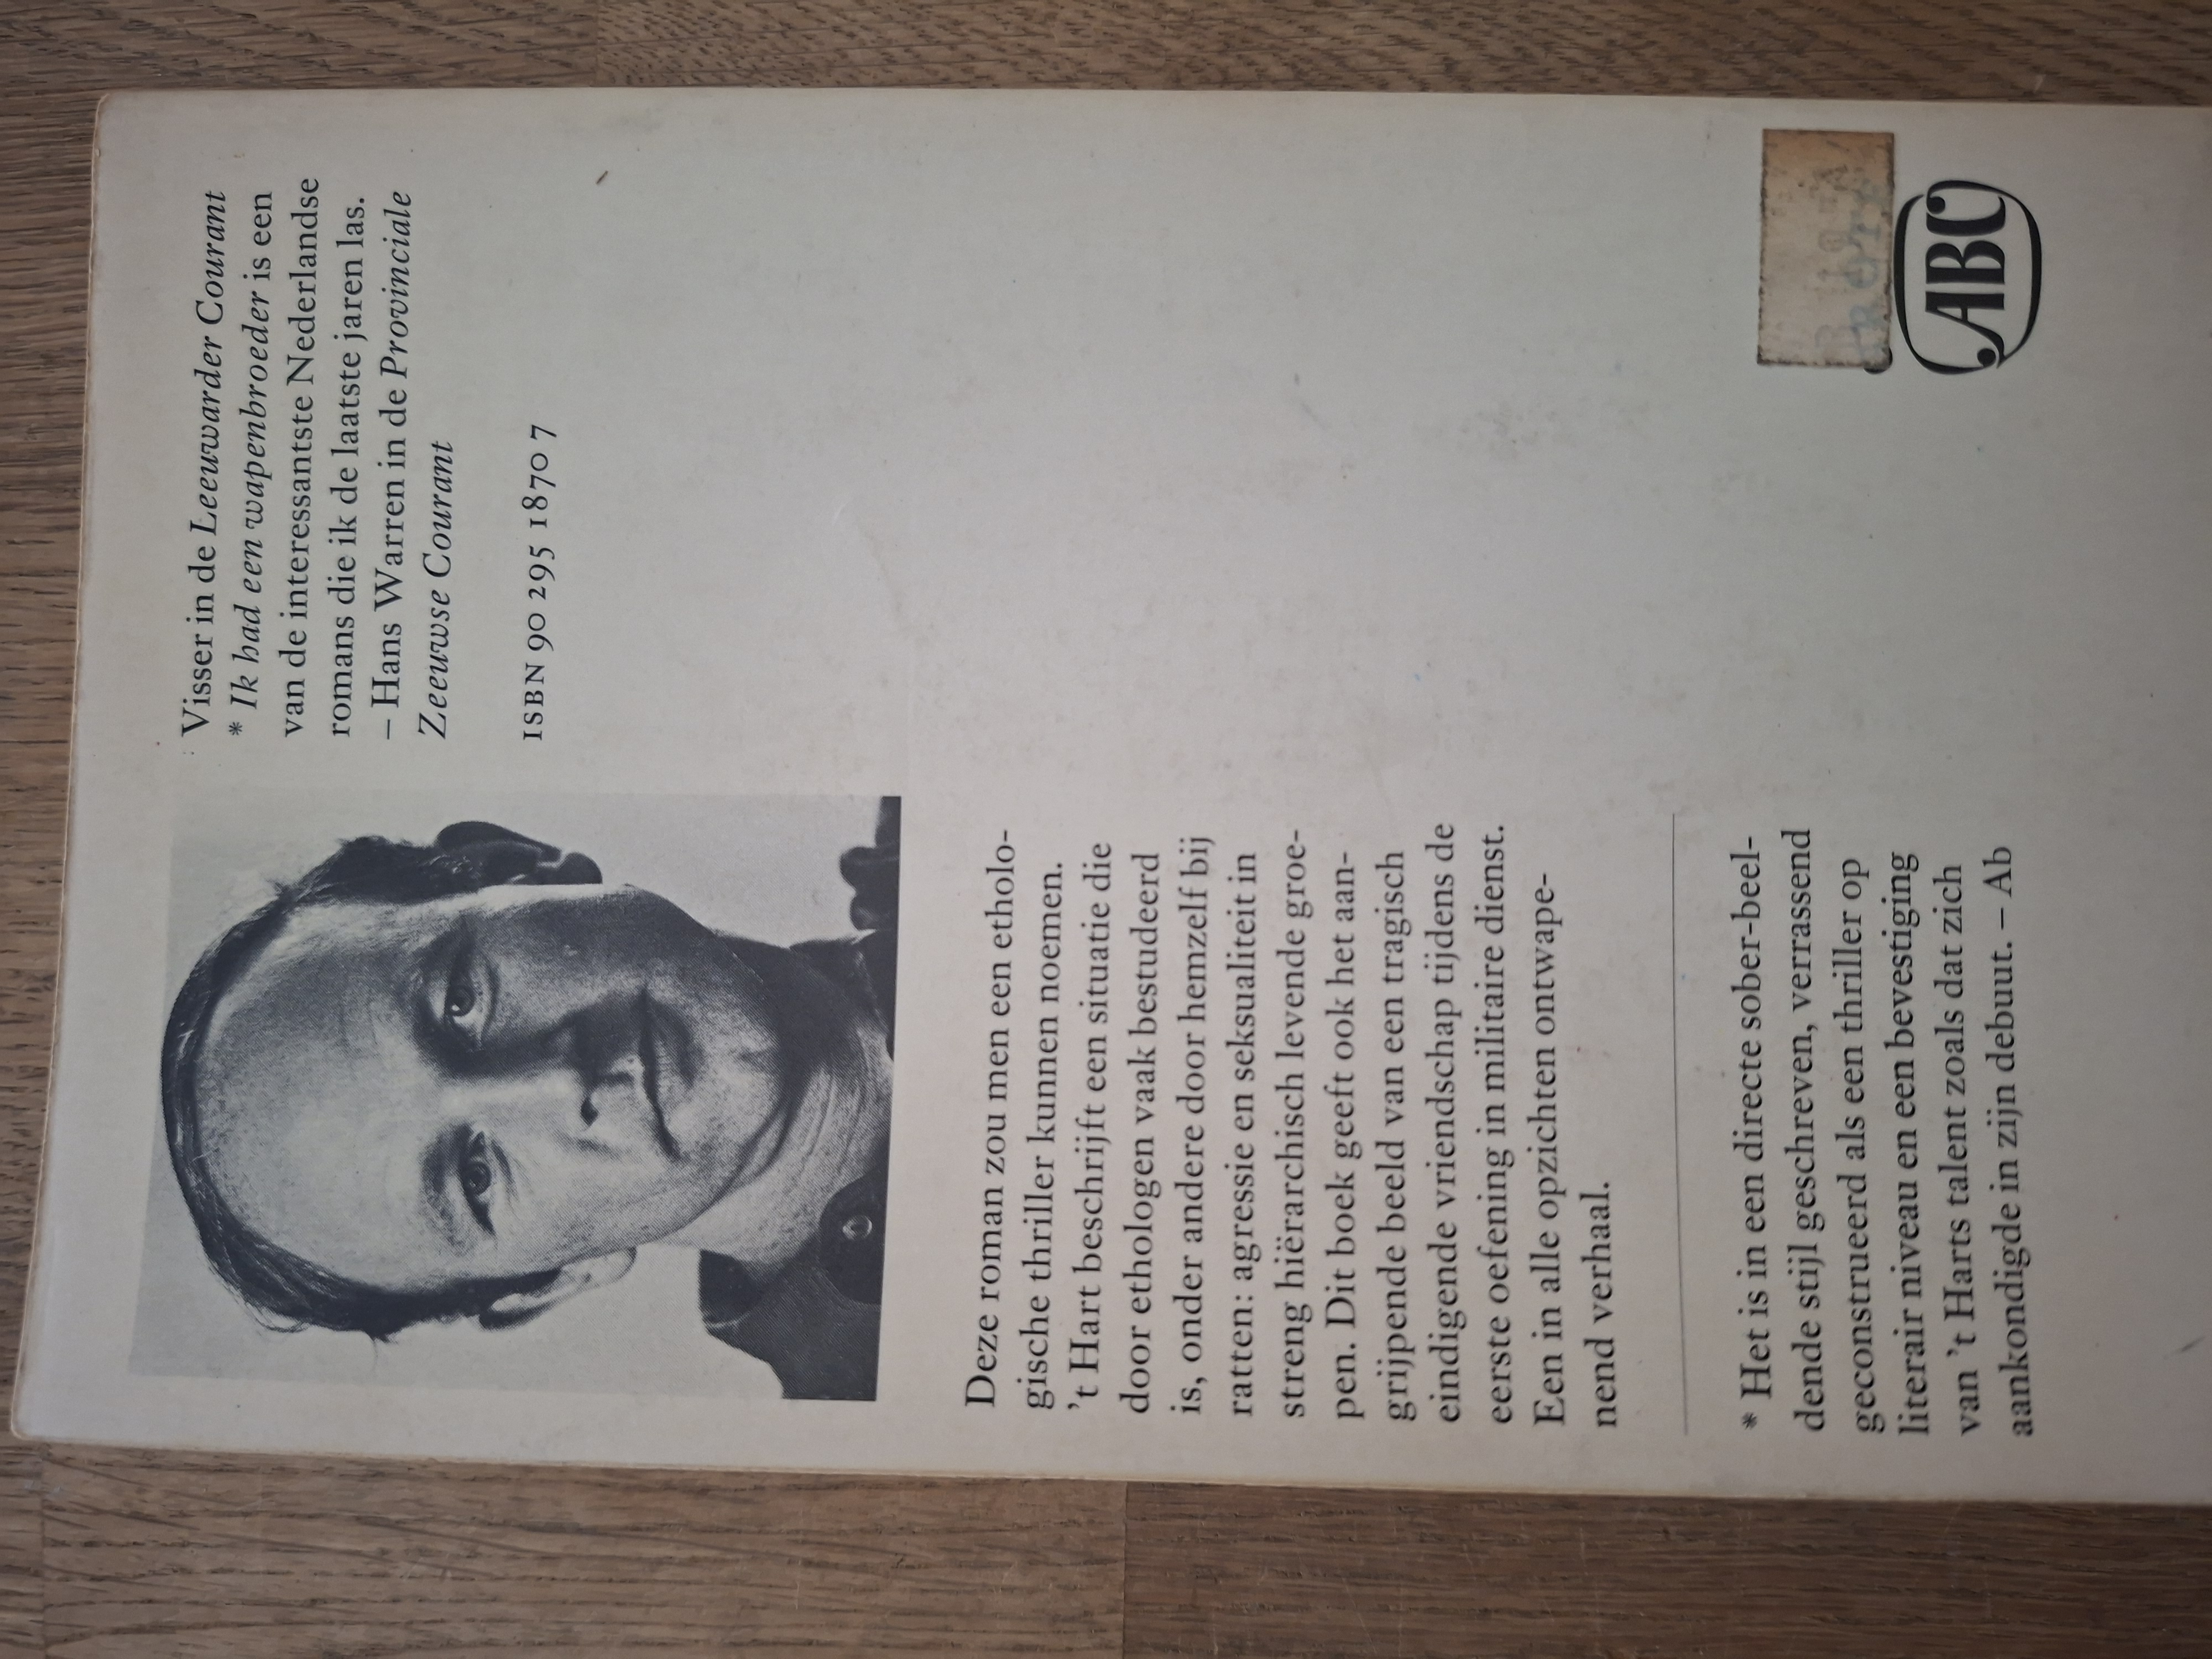 Deze roman zou men een etholo-
gische thriller kunnen noemen.
’t Hart beschrijft een situatie die
door ethologen vaak bestudeerd
is, onder andere door hemzelf bij
ratten: agressie en seksualiteit in
streng hiërarchisch levende groe-
pen. Dit boek geeft ook het aan-
grijpende beeld van een tragisch
eindigende vriendschap tijdens de
eerste oefening in militaire dienst.
Een in alle opzichten ontwape-
nend verhaal.
* Het is in een directe sober-beel-
dende stijl geschreven, verrassend
geconstrueerd als een thriller op
literair niveau en een bevestiging
van ’t Harts talent zoals dat zich
aankondigde in zijn debuut. – Ab
Visser in de Leeuwarder Courant
* Ik had een wapenbroeder is een
van de interessantste Nederlandse
romans die ik de laatste jaren las.
– Hans Warren in de Provinciale
Zeeuwse Courant
ISBN 90 295 1870 7
ABC